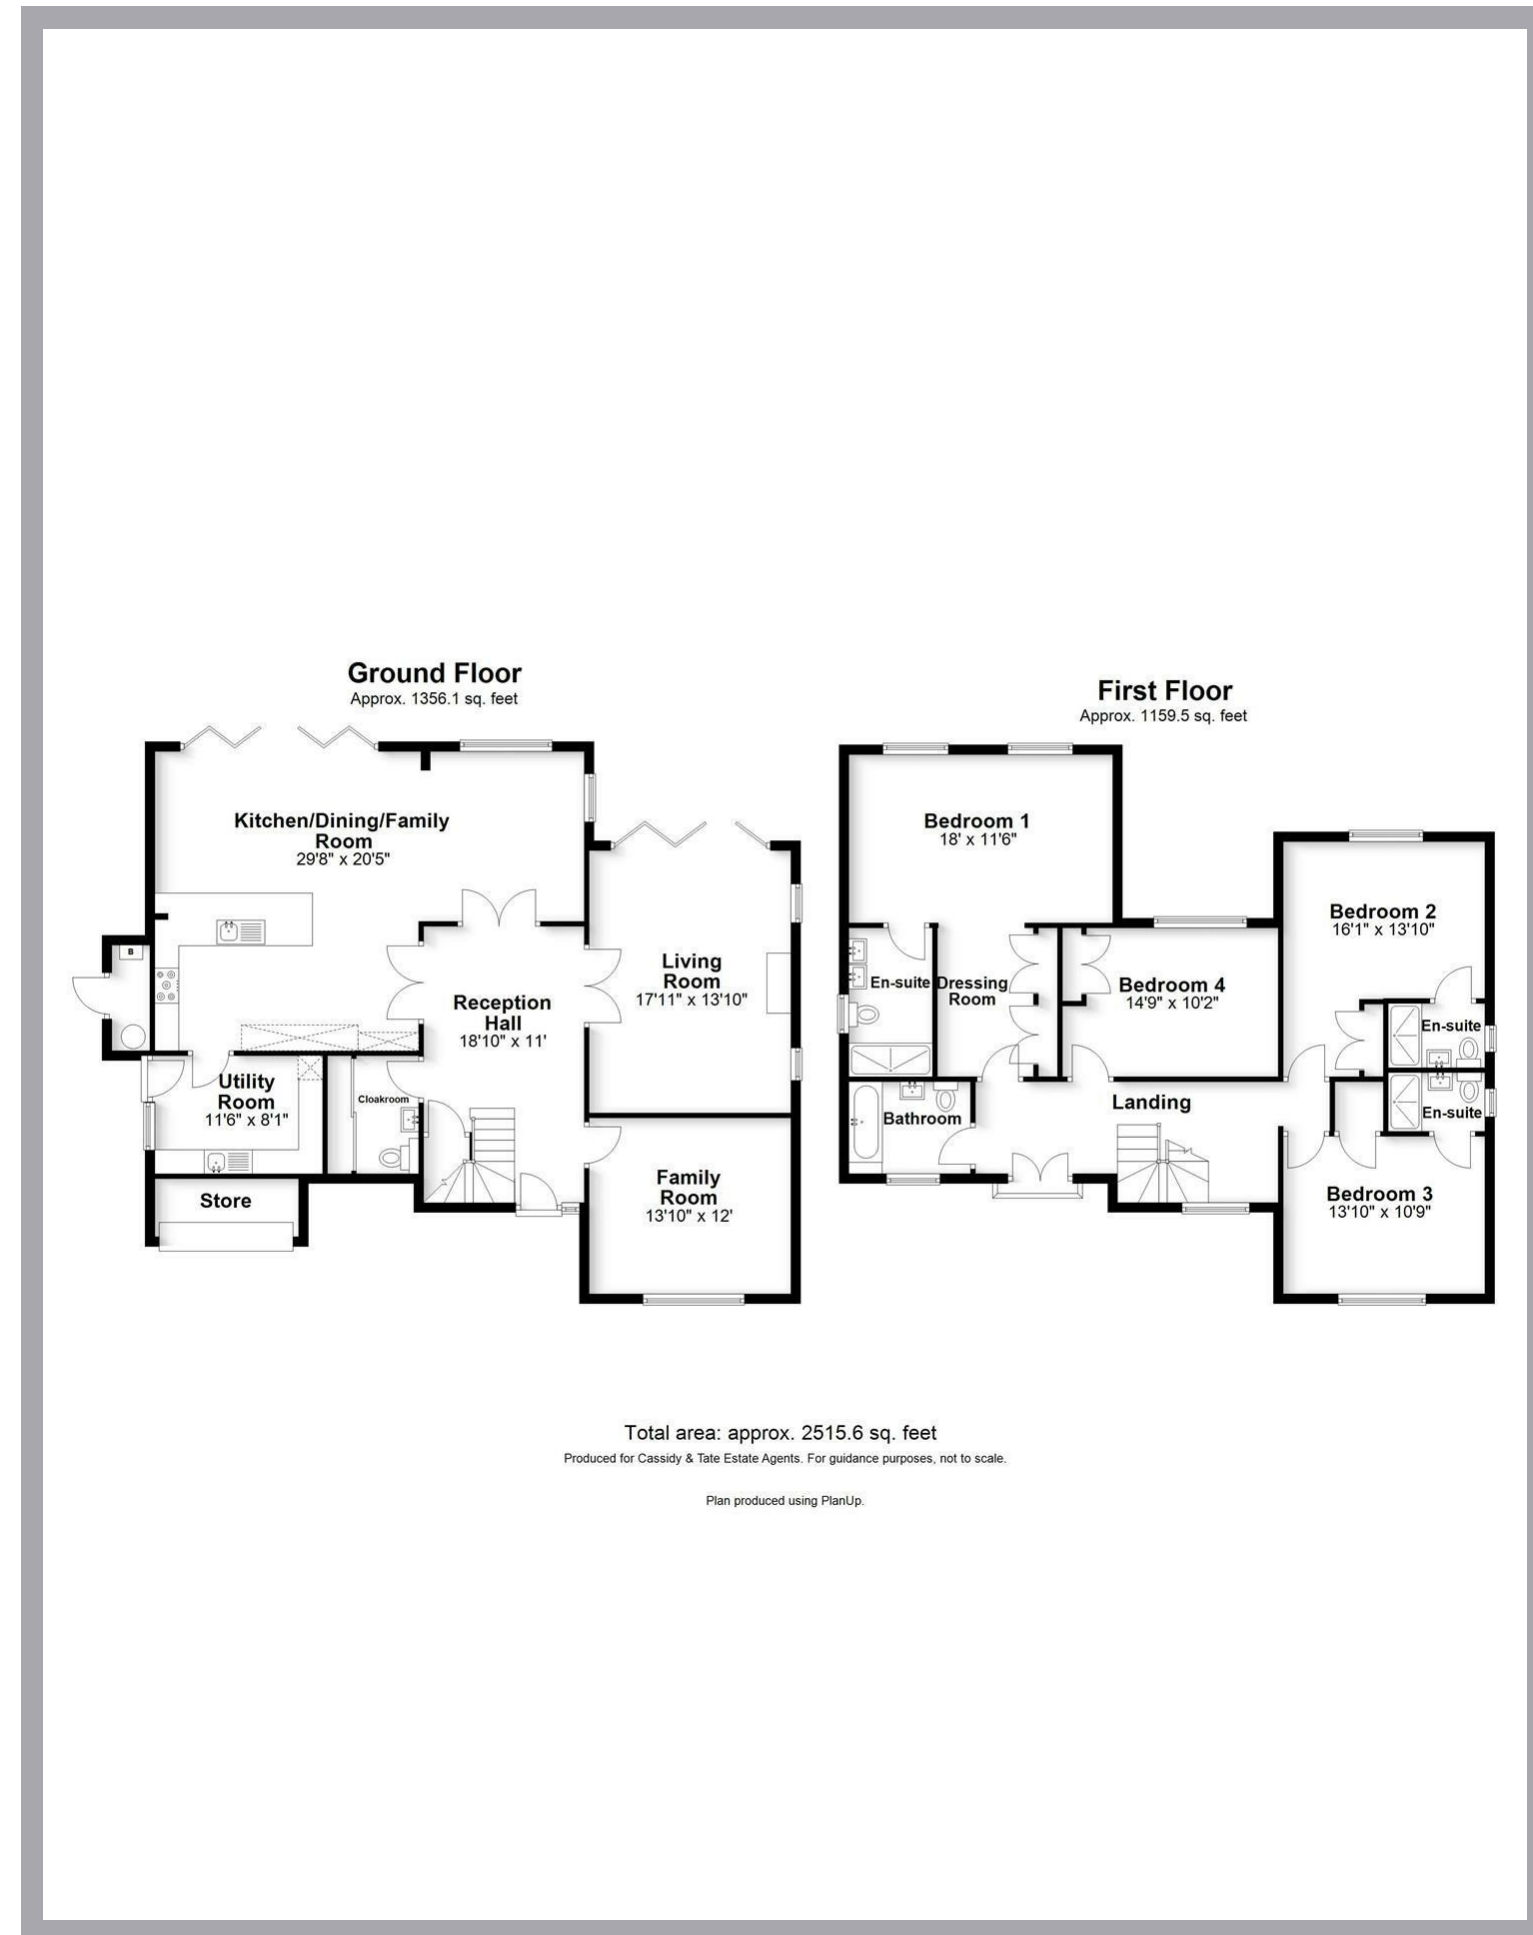 Ground Floor
Approx. 1356.1 sq. feet
Kitchen/Dining/Family
Room
29'8" x 20'5"
B
Living
Room
17'11" x 13'10"
Reception
Hall
18'10" x 11'
Utility
Room
11'6" x 8'1"
Cloakroom
Family
Room
13'10" x 12'
Store
First Floor
Approx. 1159.5 sq. feet
Bedroom 1
18' x 11'6"
Bedroom 2
16'1" x 13'10"
En-suite
Dressing
Room
Bedroom 4
14'9" x 10'2"
En-suite
Landing
Bathroom
En-suite
Bedroom 3
13'10" x 10'9"
Total area: approx. 2515.6 sq. feet
Produced for Cassidy & Tate Estate Agents. For guidance purposes, not to scale.
Plan produced using PlanUp.